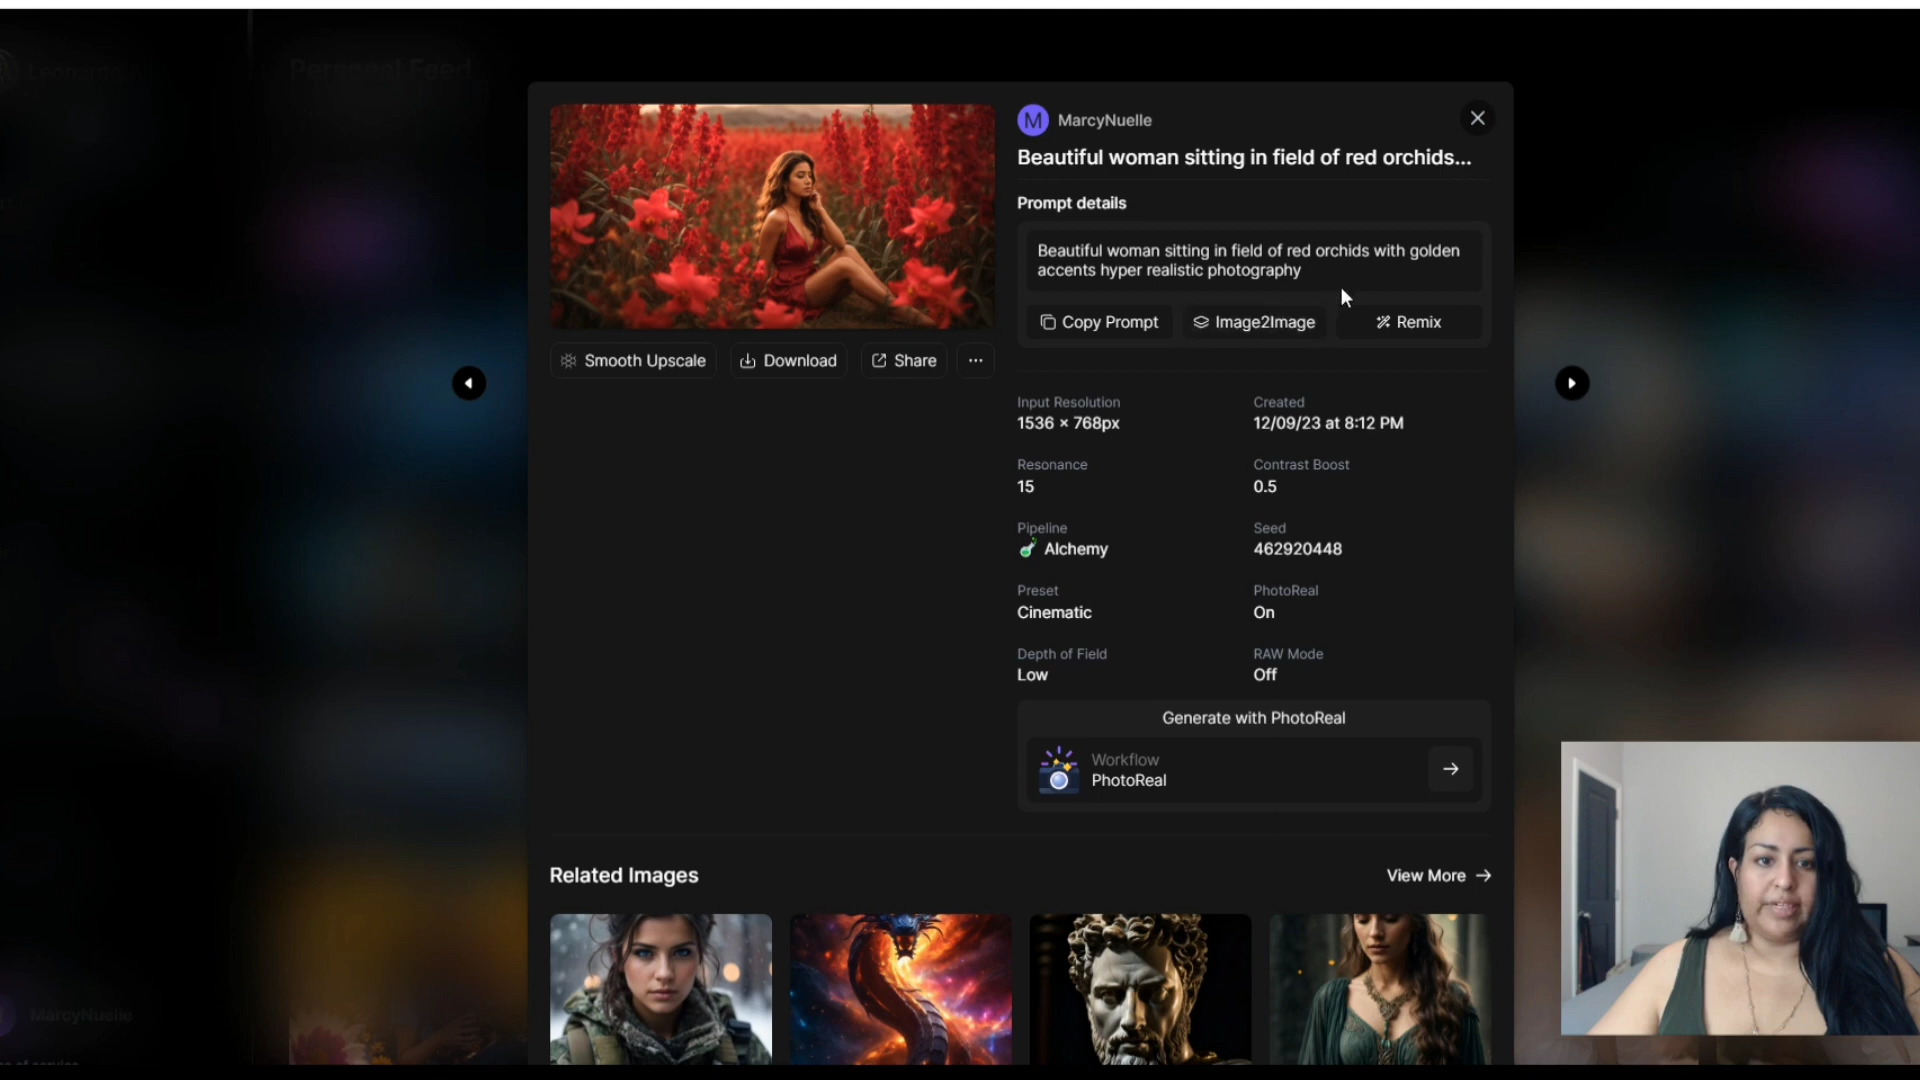 Personal Feed
M MarcyNuelle
Beautiful woman sitting in field of red orchids...
Prompt details
Beautiful woman sitting in field of red orchids with golden
accents hyper realistic photography
Copy Prompt
Image2Image
Remix
Smooth Upscale
Download
Share
Input Resolution
1536 × 768px
Created
12/09/23 at 8:12 PM
Resonance
15
Contrast Boost
0.5
Pipeline
Alchemy
Seed
462920448
Preset
Cinematic
PhotoReal
On
Depth of Field
Low
RAW Mode
Off
Generate with PhotoReal
Workflow
PhotoReal
Related Images
View More
MarcyNuelle